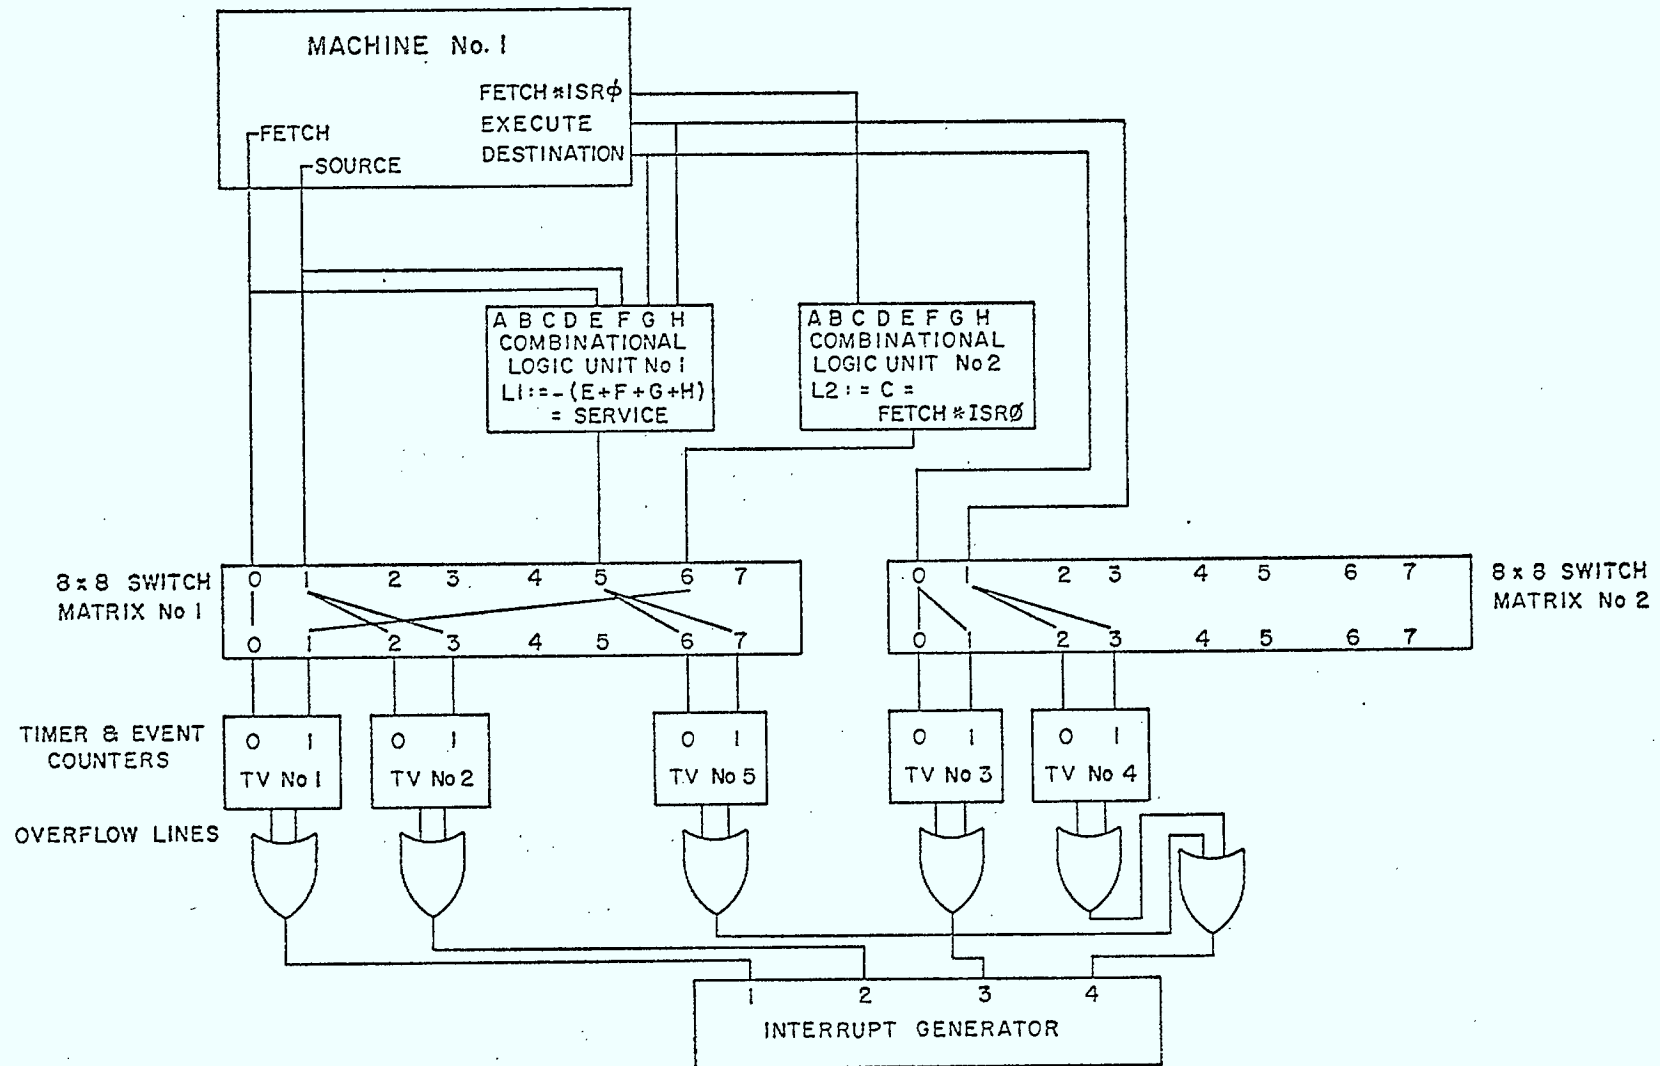 MACHINE No. 1
FETCH*ISRϕ
EXECUTE
DESTINATION
FETCH
SOURCE
A B C D E F G H
COMBINATIONAL
LOGIC UNIT No 1
L1:=-(E+F+G+H)
= SERVICE
A B C D E F G H
COMBINATIONAL
LOGIC UNIT No 2
L2:= C =
FETCH*ISRØ
8x8 SWITCH
MATRIX No 1
0 1 2 3 4 5 6 7
0 1 2 3 4 5 6 7
0 1 2 3 4 5 6 7
0 1 2 3 4 5 6 7
8x8 SWITCH
MATRIX No 2
TIMER & EVENT
COUNTERS
0 1
TV No 1
0 1
TV No 2
0 1
TV No 5
0 1
TV No 3
0 1
TV No 4
OVERFLOW LINES
1 2 3 4
INTERRUPT GENERATOR